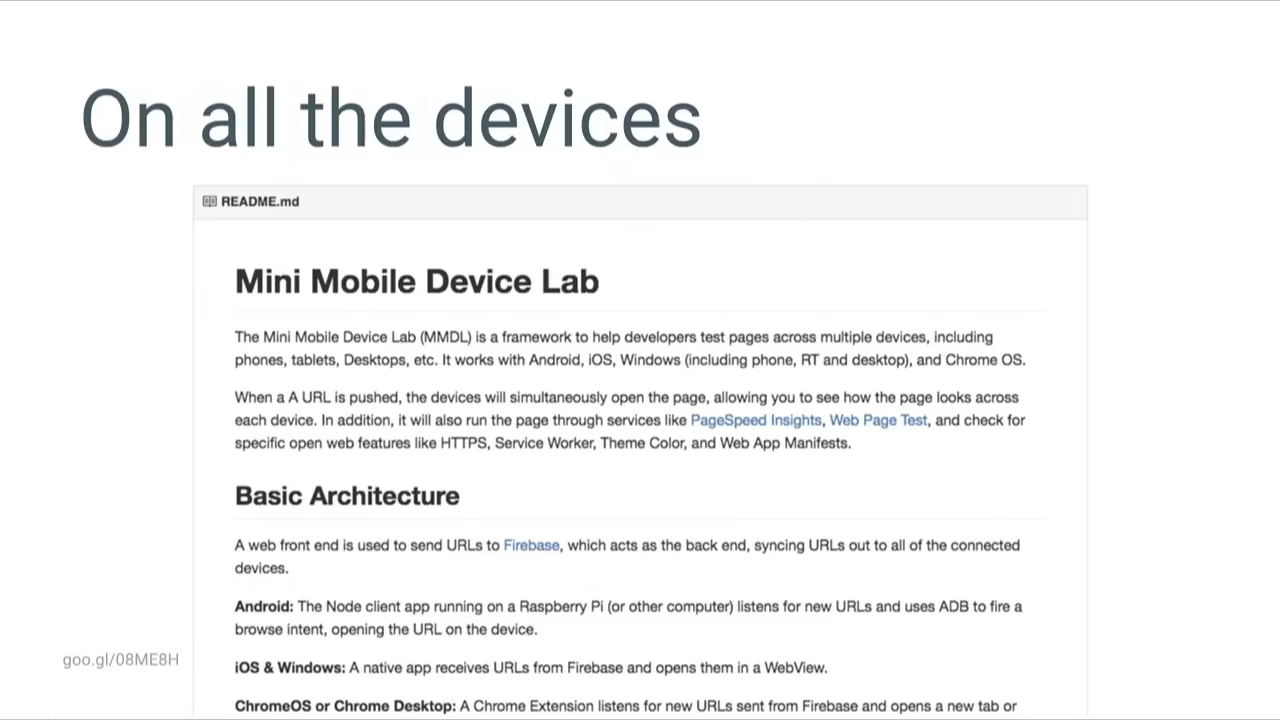 On all the devices
README.md
Mini Mobile Device Lab
The Mini Mobile Device Lab (MMDL) is a framework to help developers test pages across multiple devices, including
phones, tablets, Desktops, etc. It works with Android, iOS, Windows (including phone, RT and desktop), and Chrome OS.
When a A URL is pushed, the devices will simultaneously open the page, allowing you to see how the page looks across
each device. In addition, it will also run the page through services like PageSpeed Insights, Web Page Test, and check for
specific open web features like HTTPS, Service Worker, Theme Color, and Web App Manifests.
Basic Architecture
A web front end is used to send URLs to Firebase, which acts as the back end, syncing URLs out to all of the connected
devices.
Android: The Node client app running on a Raspberry Pi (or other computer) listens for new URLs and uses ADB to fire a
browse intent, opening the URL on the device.
goo.gl/08ME8H
iOS & Windows: A native app receives URLs from Firebase and opens them in a WebView.
ChromeOS or Chrome Desktop: A Chrome Extension listens for new URLs sent from Firebase and opens a new tab or